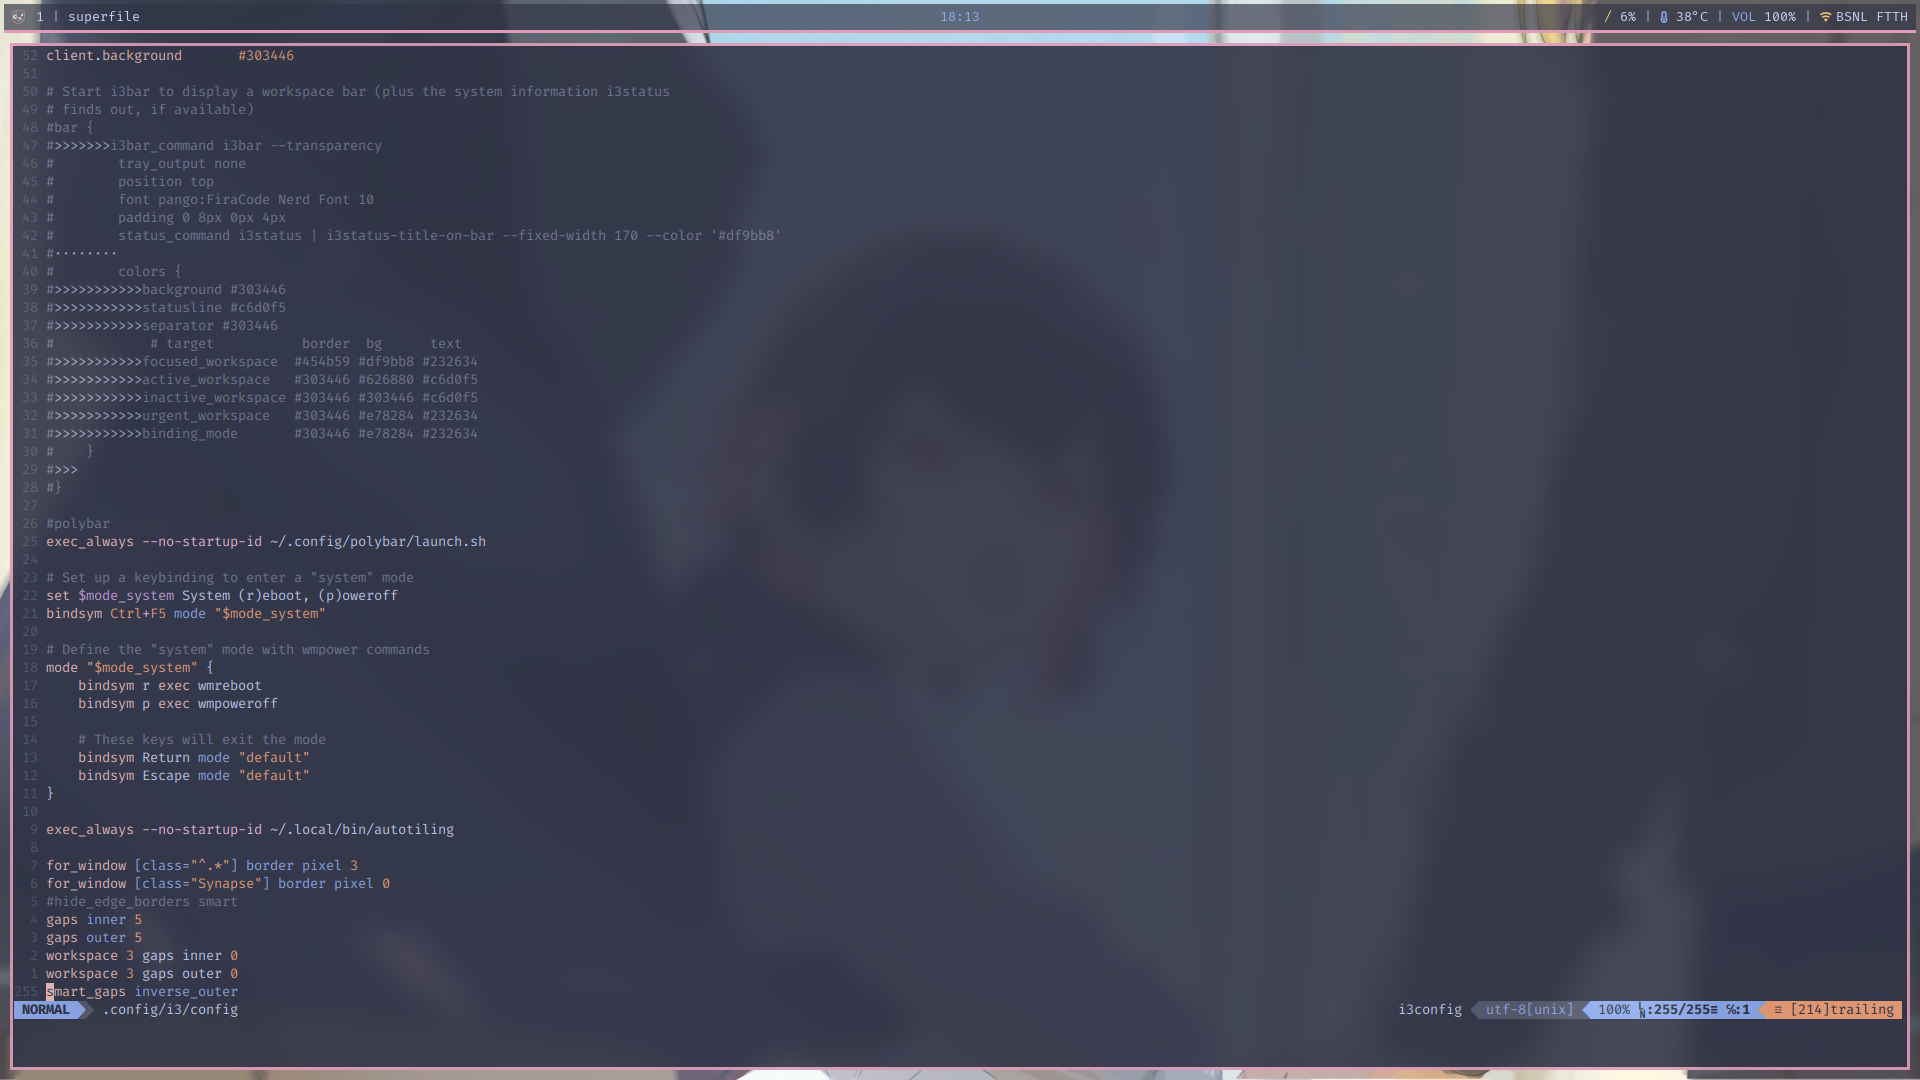 1 | superfile 18:13 / 6% | 38°C | VOL 100% | BSNL FTTH
52 client.background       #303446
51
50 # Start i3bar to display a workspace bar (plus the system information i3status
49 # finds out, if available)
48 #bar {
47 #>>>>>>>i3bar_command i3bar --transparency
46 #        tray_output none
45 #        position top
44 #        font pango:FiraCode Nerd Font 10
43 #        padding 0 8px 0px 4px
42 #        status_command i3status | i3status-title-on-bar --fixed-width 170 --color '#df9bb8'
41 #········
40 #        colors {
39 #>>>>>>>>>>>background #303446
38 #>>>>>>>>>>>statusline #c6d0f5
37 #>>>>>>>>>>>separator #303446
36 #            # target           border  bg      text
35 #>>>>>>>>>>>focused_workspace  #454b59 #df9bb8 #232634
34 #>>>>>>>>>>>active_workspace   #303446 #626880 #c6d0f5
33 #>>>>>>>>>>>inactive_workspace #303446 #303446 #c6d0f5
32 #>>>>>>>>>>>urgent_workspace   #303446 #e78284 #232634
31 #>>>>>>>>>>>binding_mode       #303446 #e78284 #232634
30 #    }
29 #>>>
28 #}
27
26 #polybar
25 exec_always --no-startup-id ~/.config/polybar/launch.sh
24
23 # Set up a keybinding to enter a "system" mode
22 set $mode_system System (r)eboot, (p)oweroff
21 bindsym Ctrl+F5 mode "$mode_system"
20
19 # Define the "system" mode with wmpower commands
18 mode "$mode_system" {
17     bindsym r exec wmreboot
16     bindsym p exec wmpoweroff
15
14     # These keys will exit the mode
13     bindsym Return mode "default"
12     bindsym Escape mode "default"
11 }
10
9 exec_always --no-startup-id ~/.local/bin/autotiling
8
7 for_window [class="^.*"] border pixel 3
6 for_window [class="Synapse"] border pixel 0
5 #hide_edge_borders smart
4 gaps inner 5
3 gaps outer 5
2 workspace 3 gaps inner 0
1 workspace 3 gaps outer 0
255 smart_gaps inverse_outer
NORMAL .config/i3/config i3config utf-8[unix] 100% ㏑:255/255≡ ℅:1 ☲ [214]trailing